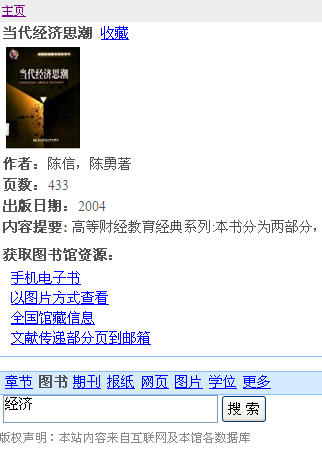 主页
当代经济思潮 收藏
当代经济思潮
作者：陈信，陈勇著
页数：433
出版日期：2004
内容提要: 高等财经教育经典系列:本书分为两部分，
获取图书馆资源：
手机电子书
以图片方式查看
全国馆藏信息
文献传递部分页到邮箱
章节 图书 期刊 报纸 网页 图片 学位 更多
经济 搜 索
版权声明：本站内容来自互联网及本馆各数据库